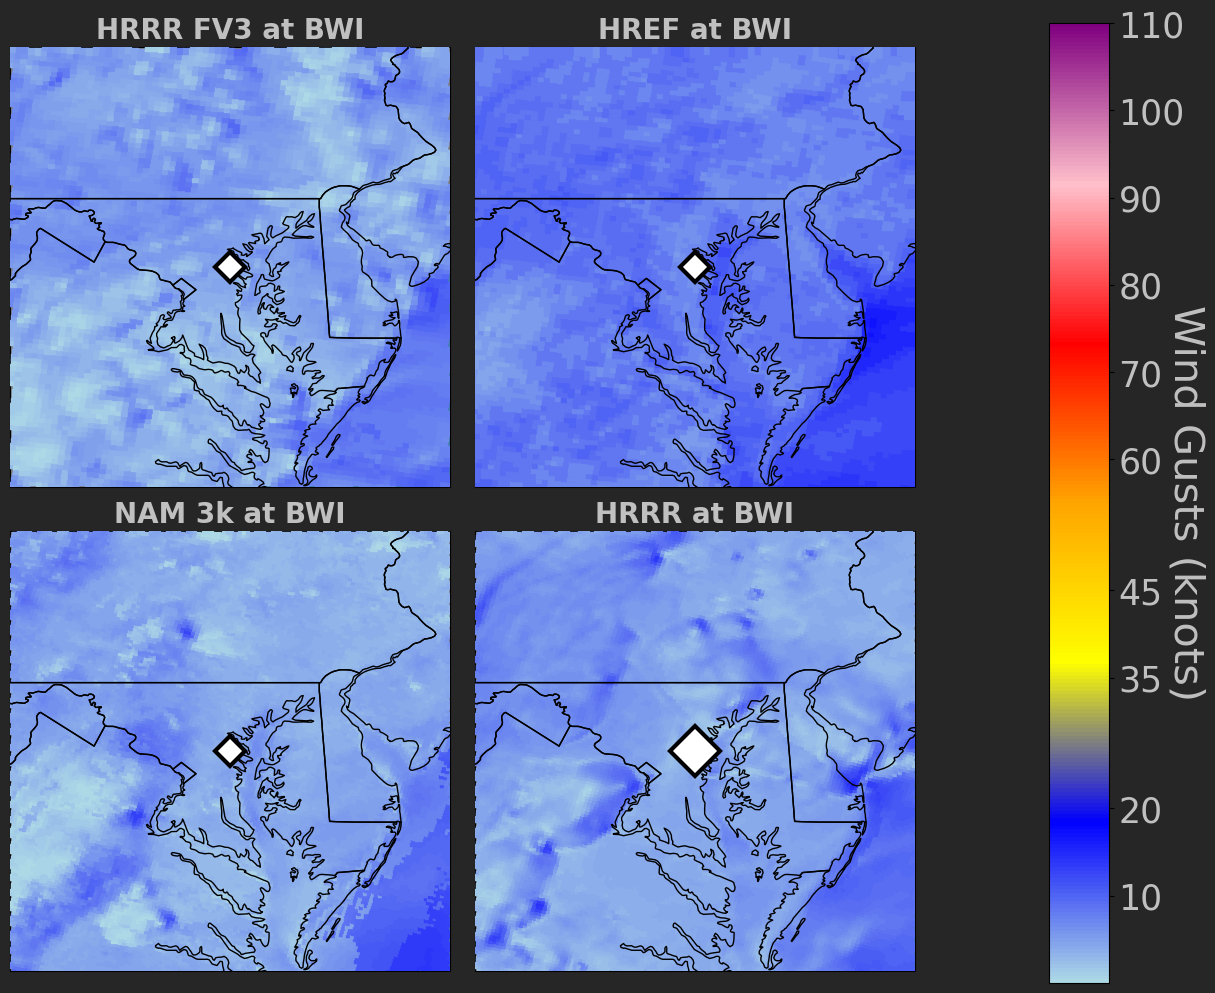 HRRR FV3 at BWI
HREF at BWI
NAM 3k at BWI
HRRR at BWI
110
100
90
80
70
60
45
35
20
10
Wind Gusts (knots)